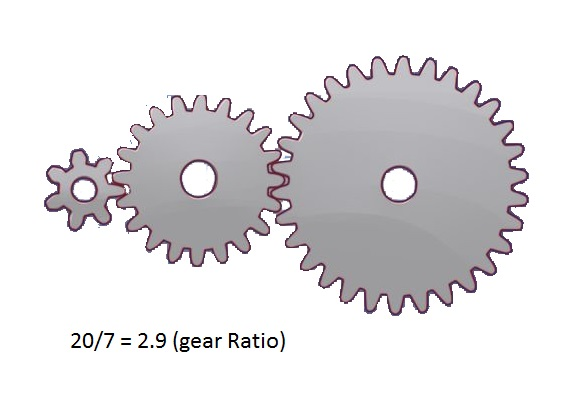 20/7 = 2.9 (gear Ratio)